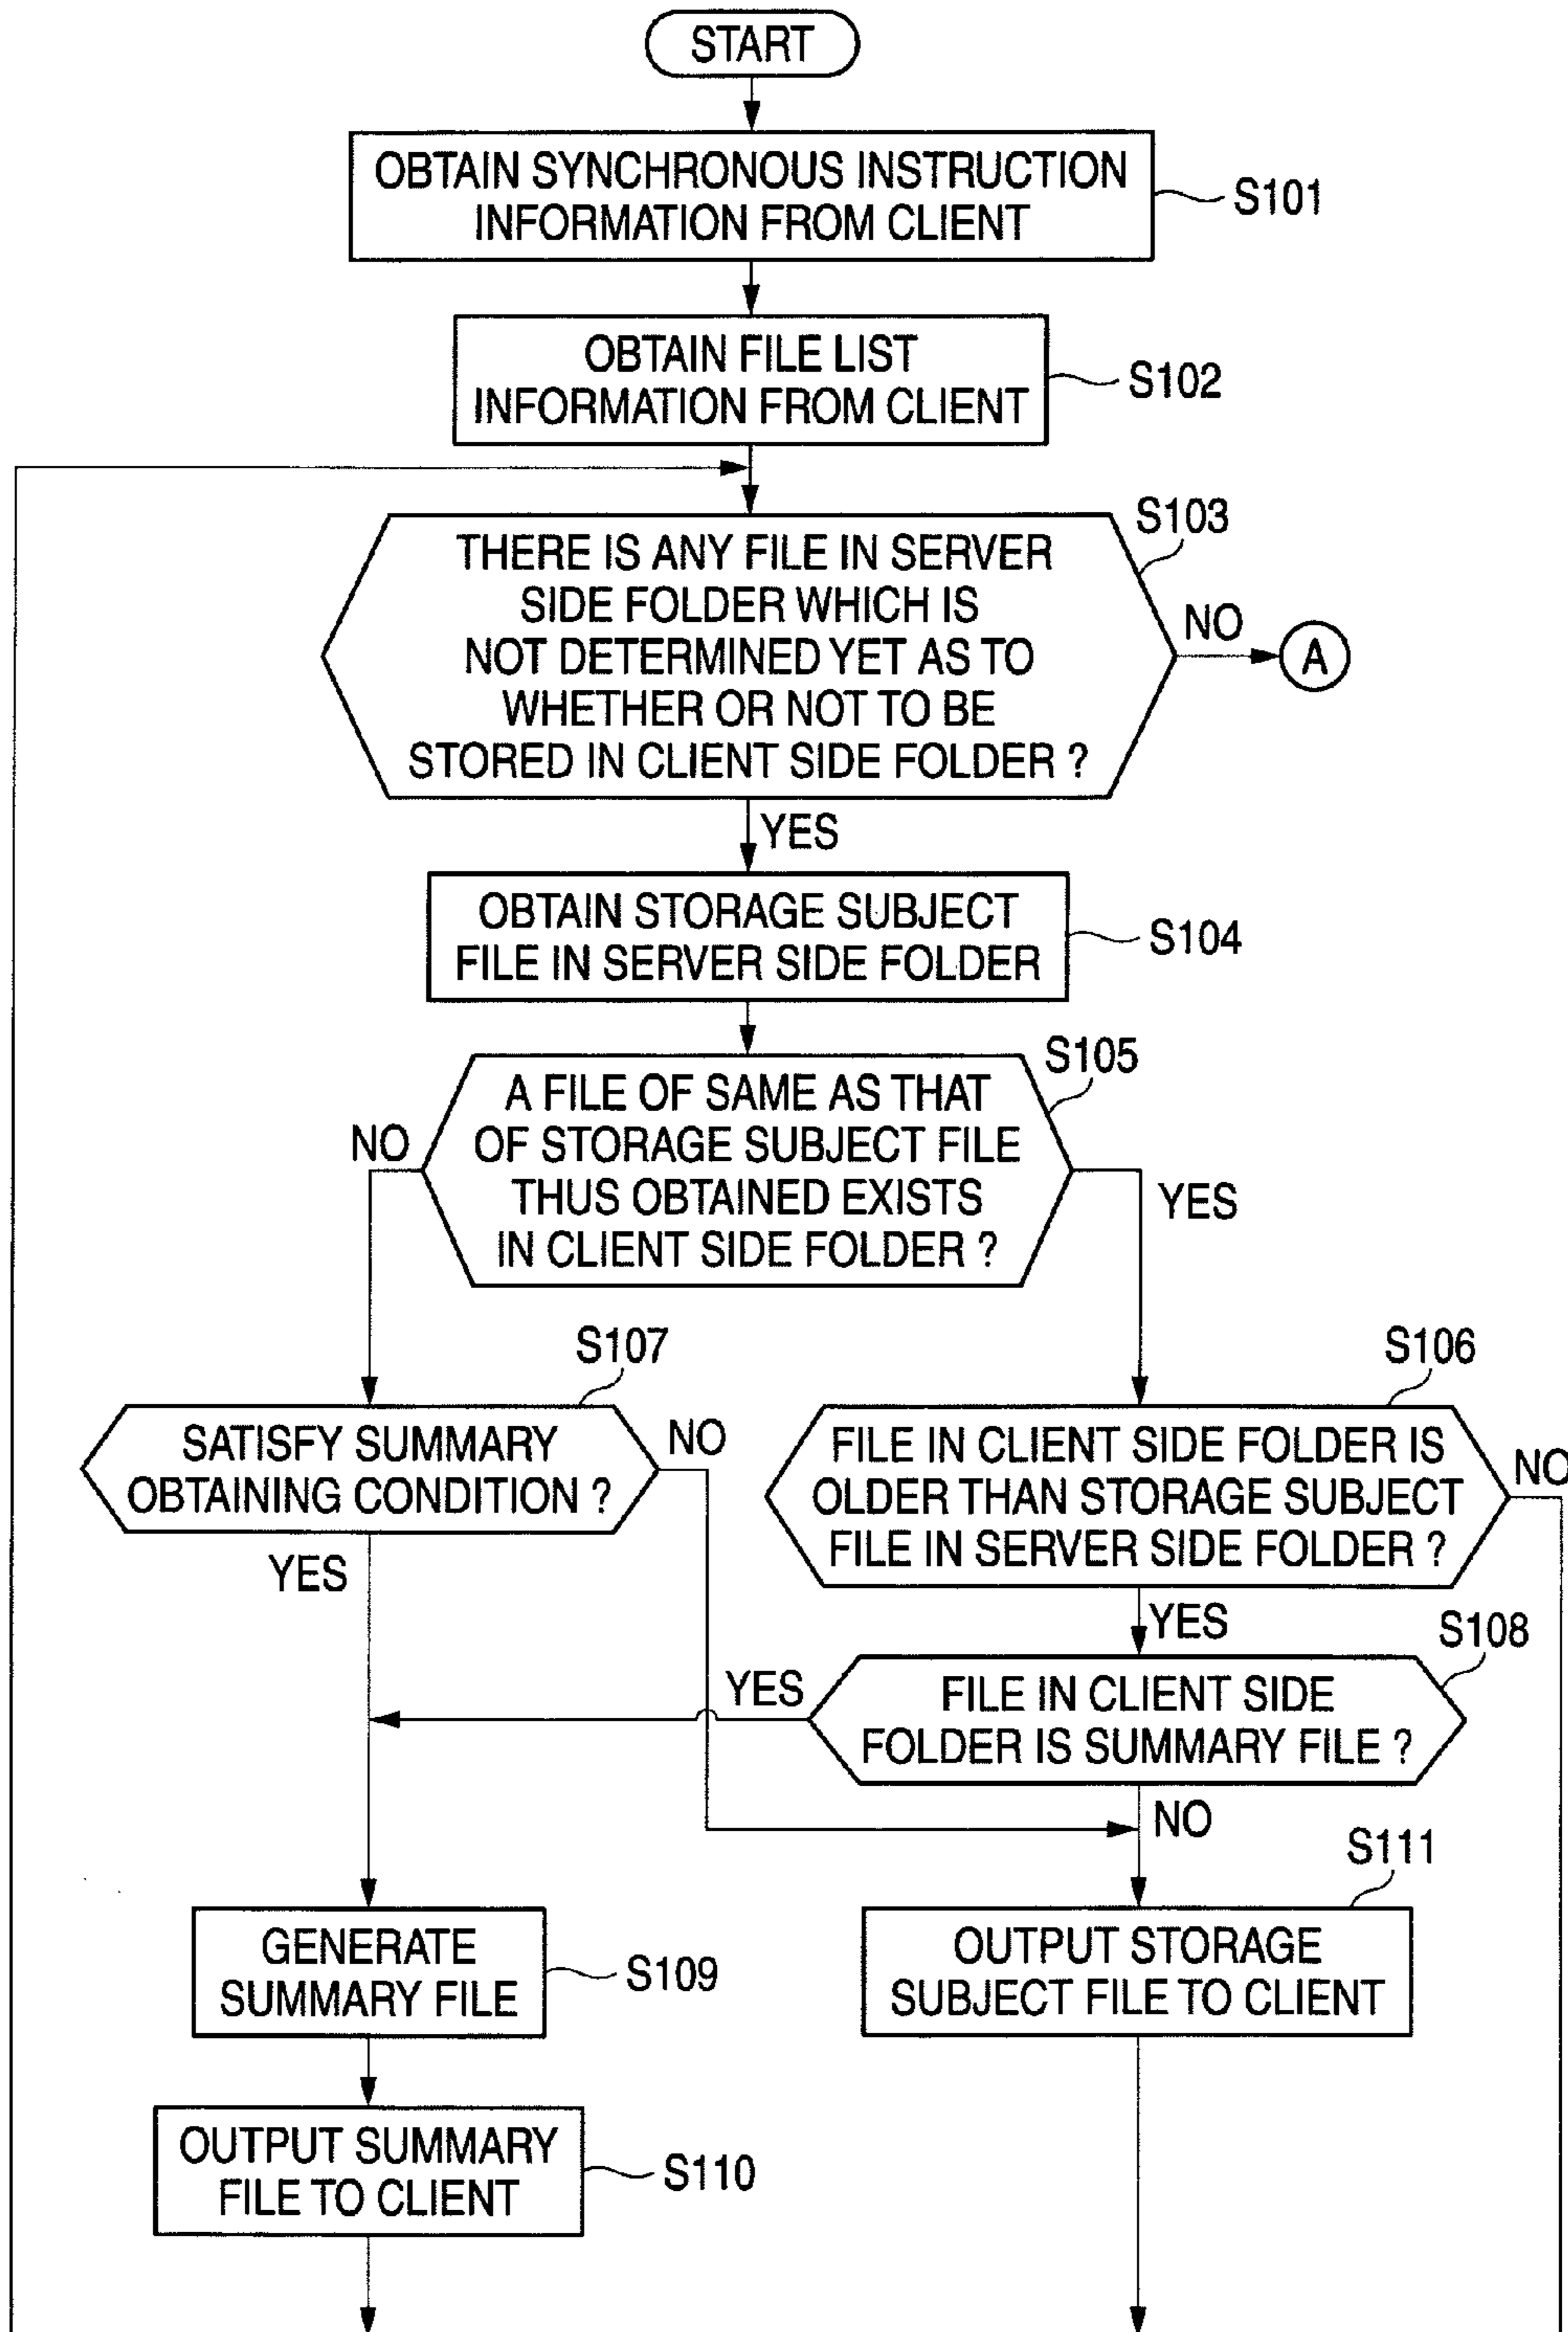 START
OBTAIN SYNCHRONOUS INSTRUCTION
INFORMATION FROM CLIENT
S101
OBTAIN FILE LIST
INFORMATION FROM CLIENT
S102
S103
THERE IS ANY FILE IN SERVER
SIDE FOLDER WHICH IS
NOT DETERMINED YET AS TO
WHETHER OR NOT TO BE
STORED IN CLIENT SIDE FOLDER ?
NO
A
YES
OBTAIN STORAGE SUBJECT
FILE IN SERVER SIDE FOLDER
S104
S105
A FILE OF SAME AS THAT
OF STORAGE SUBJECT FILE
THUS OBTAINED EXISTS
IN CLIENT SIDE FOLDER ?
NO
YES
S107
SATISFY SUMMARY
OBTAINING CONDITION ?
NO
YES
S106
FILE IN CLIENT SIDE FOLDER IS
OLDER THAN STORAGE SUBJECT
FILE IN SERVER SIDE FOLDER ?
NO
YES
S108
FILE IN CLIENT SIDE
FOLDER IS SUMMARY FILE ?
YES
NO
GENERATE
SUMMARY FILE
S109
S111
OUTPUT STORAGE
SUBJECT FILE TO CLIENT
OUTPUT SUMMARY
FILE TO CLIENT
S110